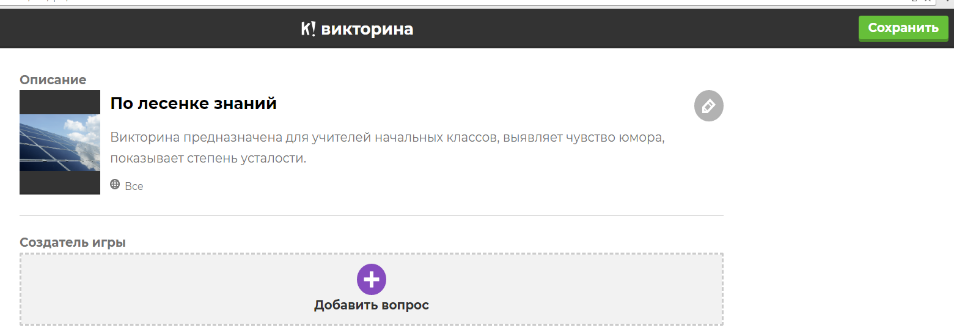 K! викторина
Сохранить
Описание
По лесенке знаний
Викторина предназначена для учителей начальных классов, выявляет чувство юмора,
показывает степень усталости.
Все
Создатель игры
Добавить вопрос